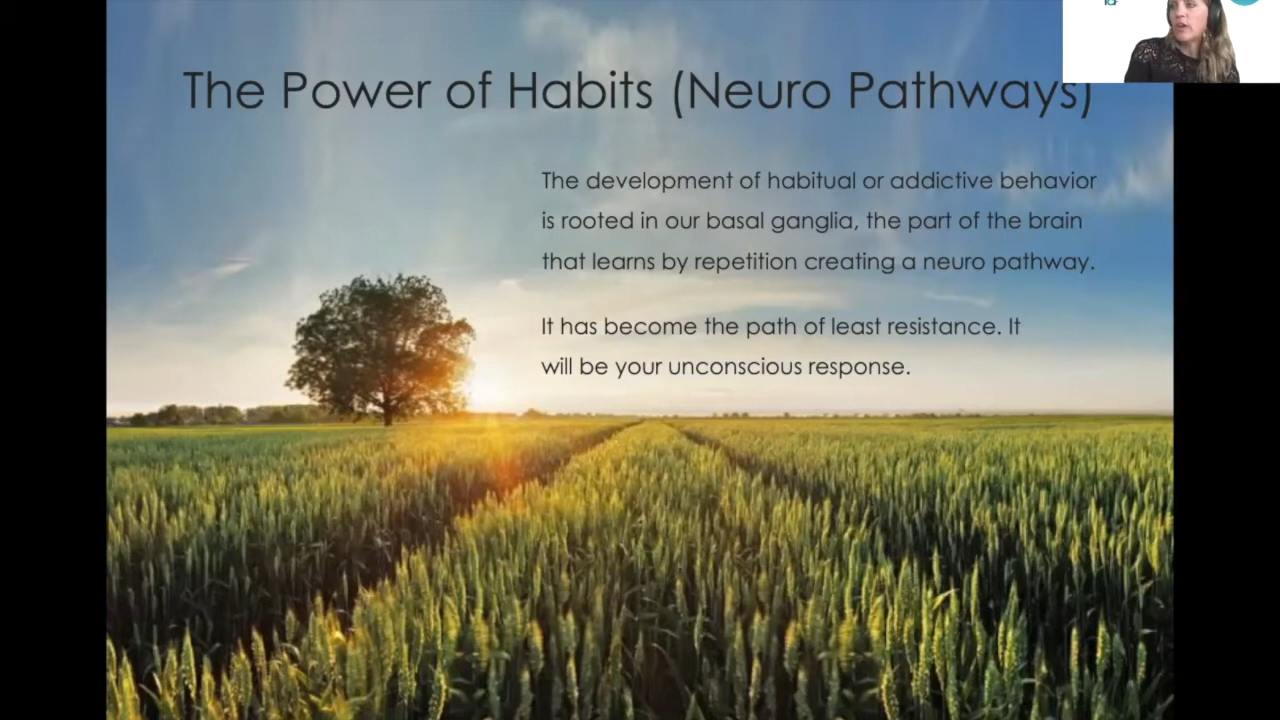 The Power of Habits (Neuro Pathways)
The development of habitual or addictive behavior
is rooted in our basal ganglia, the part of the brain
that learns by repetition creating a neuro pathway.
It has become the path of least resistance. It
will be your unconscious response.